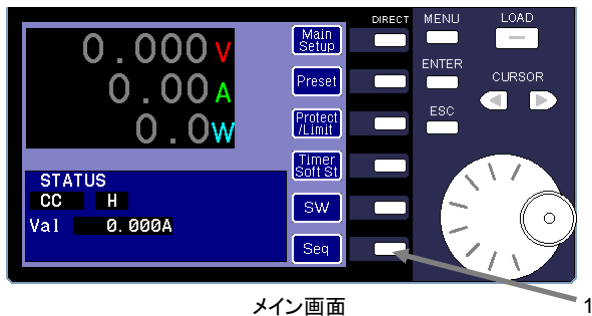 DIRECT
MENU
LOAD
ENTER
CURSOR
ESC
0.000V
0.00A
0.0W
Main
Setup
Preset
Protect
/Limit
Timer
Soft St
SW
Seq
STATUS
CC H
Val 0.000A
メイン画面
1